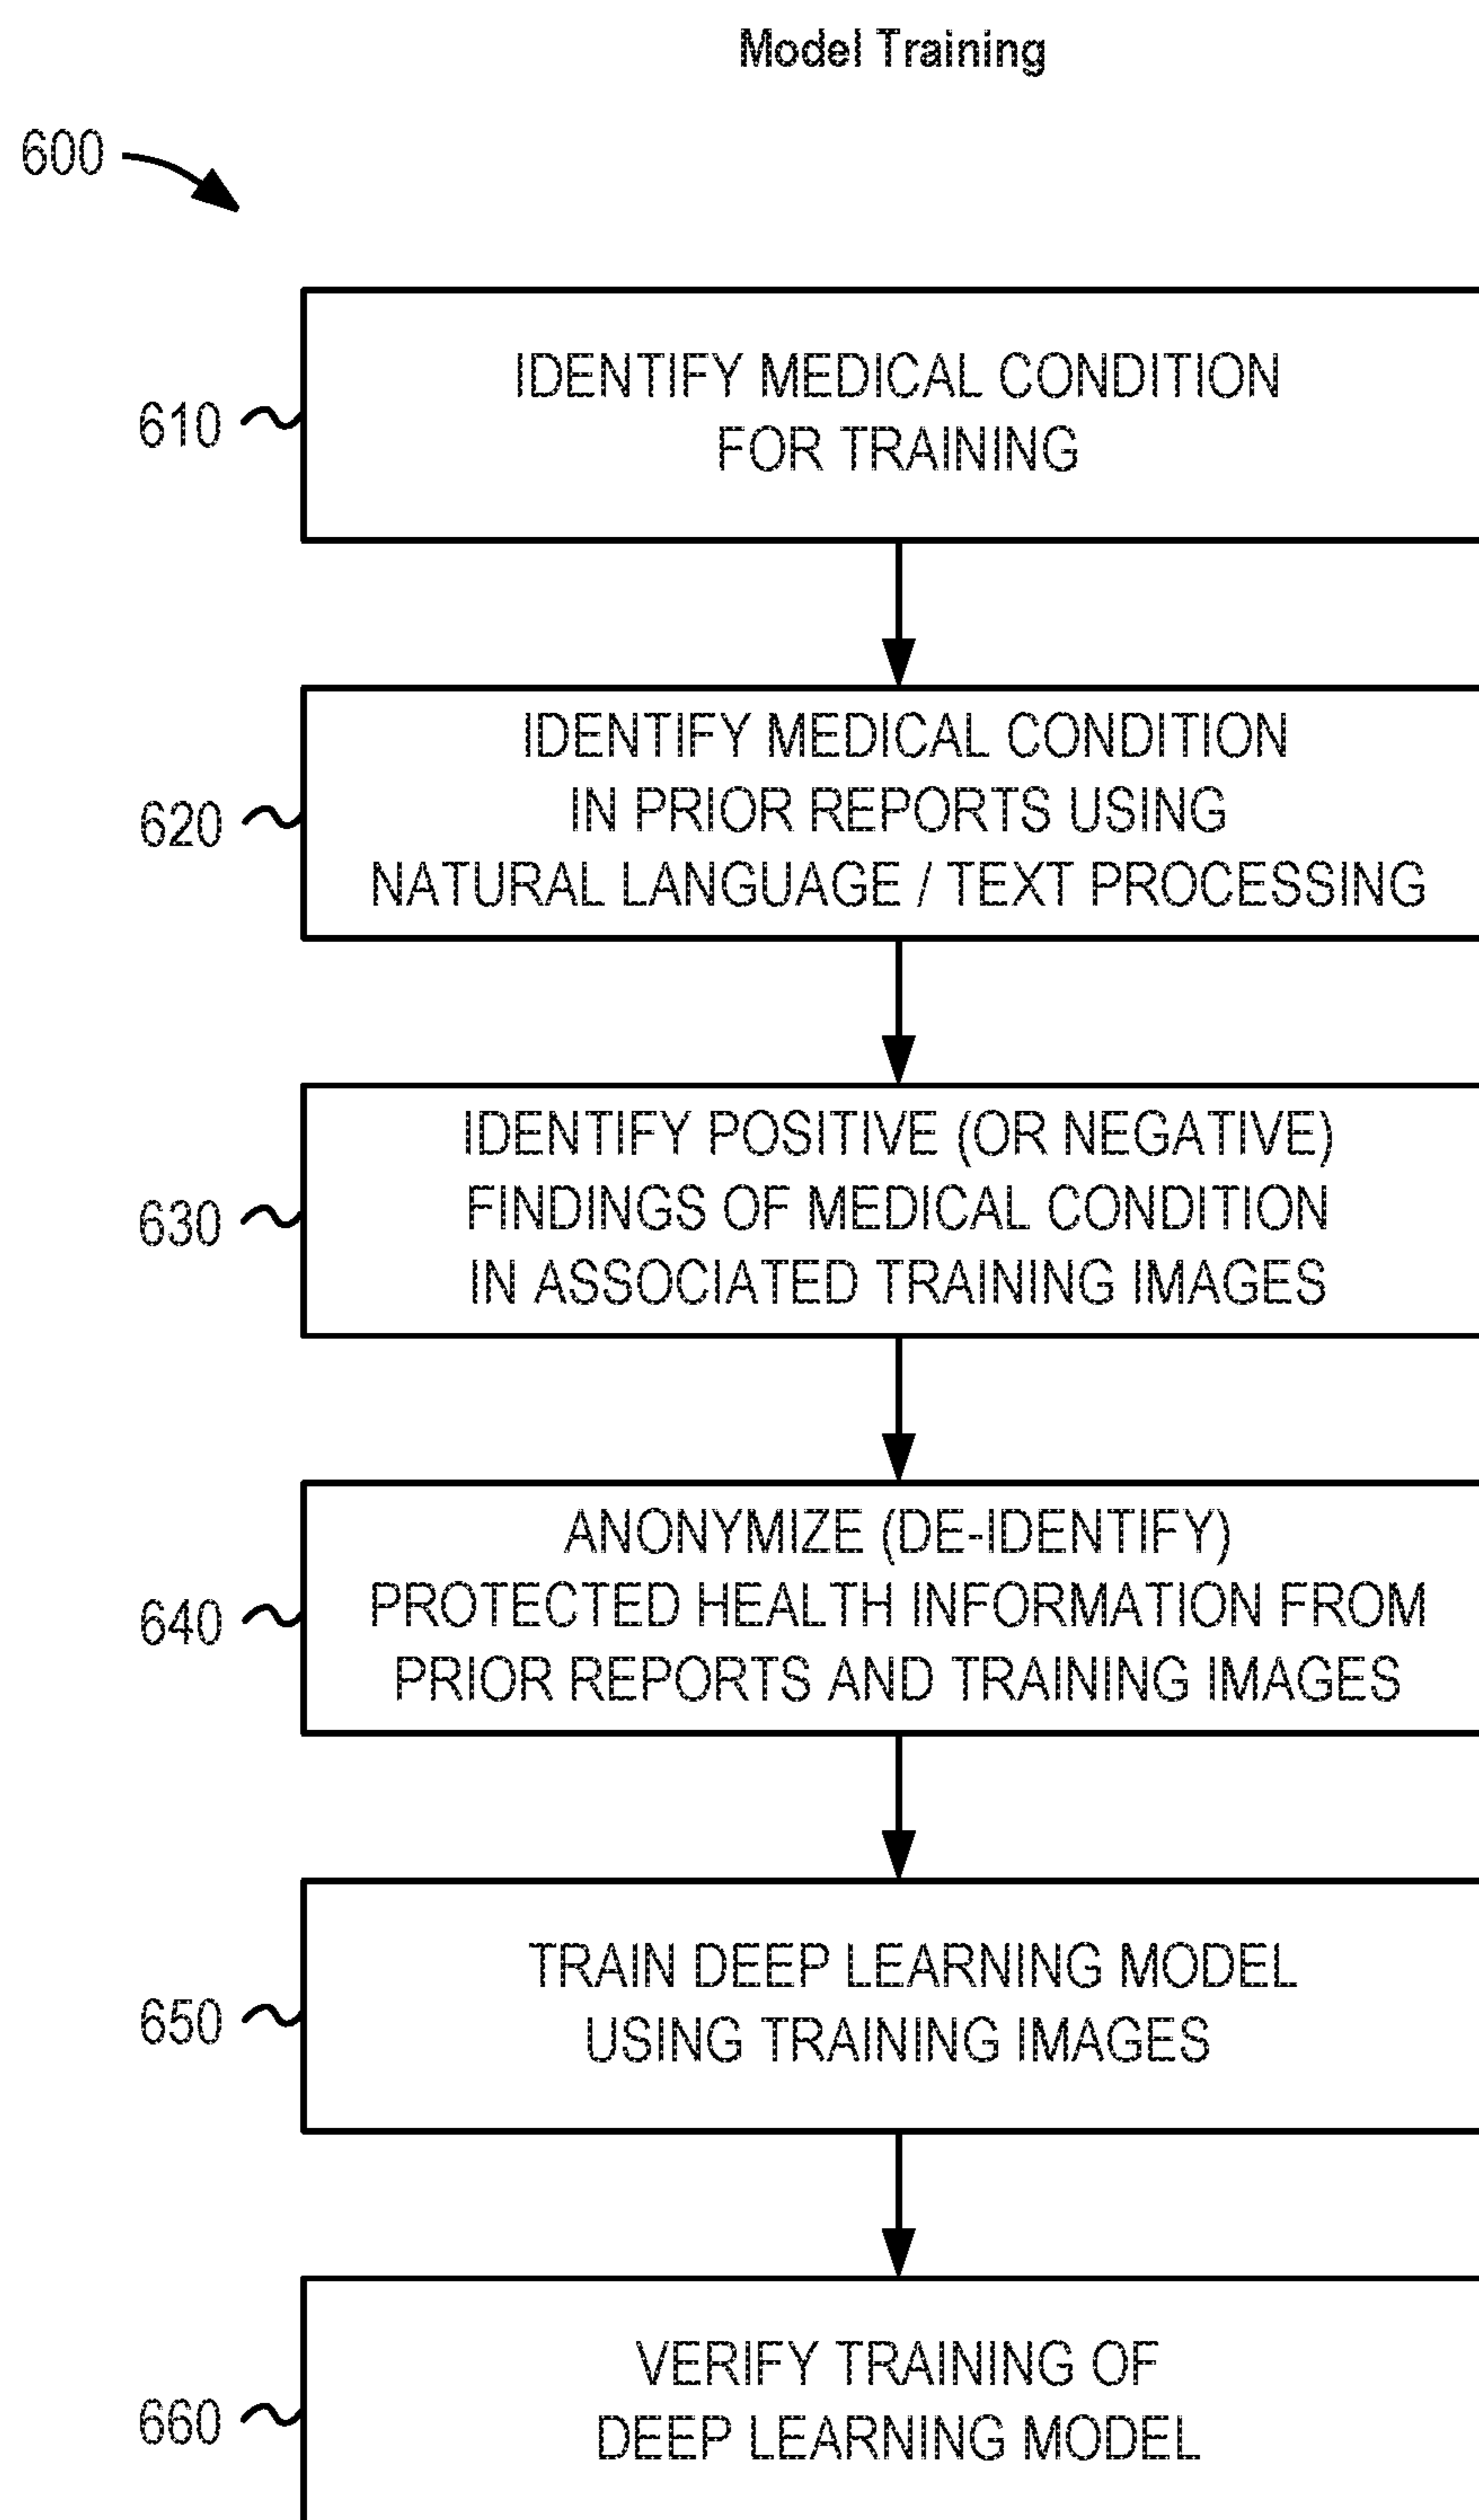 Model Training
600
610
IDENTIFY MEDICAL CONDITION
FOR TRAINING
620
IDENTIFY MEDICAL CONDITION
IN PRIOR REPORTS USING
NATURAL LANGUAGE / TEXT PROCESSING
630
IDENTIFY POSITIVE (OR NEGATIVE)
FINDINGS OF MEDICAL CONDITION
IN ASSOCIATED TRAINING IMAGES
640
ANONYMIZE (DE-IDENTIFY)
PROTECTED HEALTH INFORMATION FROM
PRIOR REPORTS AND TRAINING IMAGES
650
TRAIN DEEP LEARNING MODEL
USING TRAINING IMAGES
660
VERIFY TRAINING OF
DEEP LEARNING MODEL